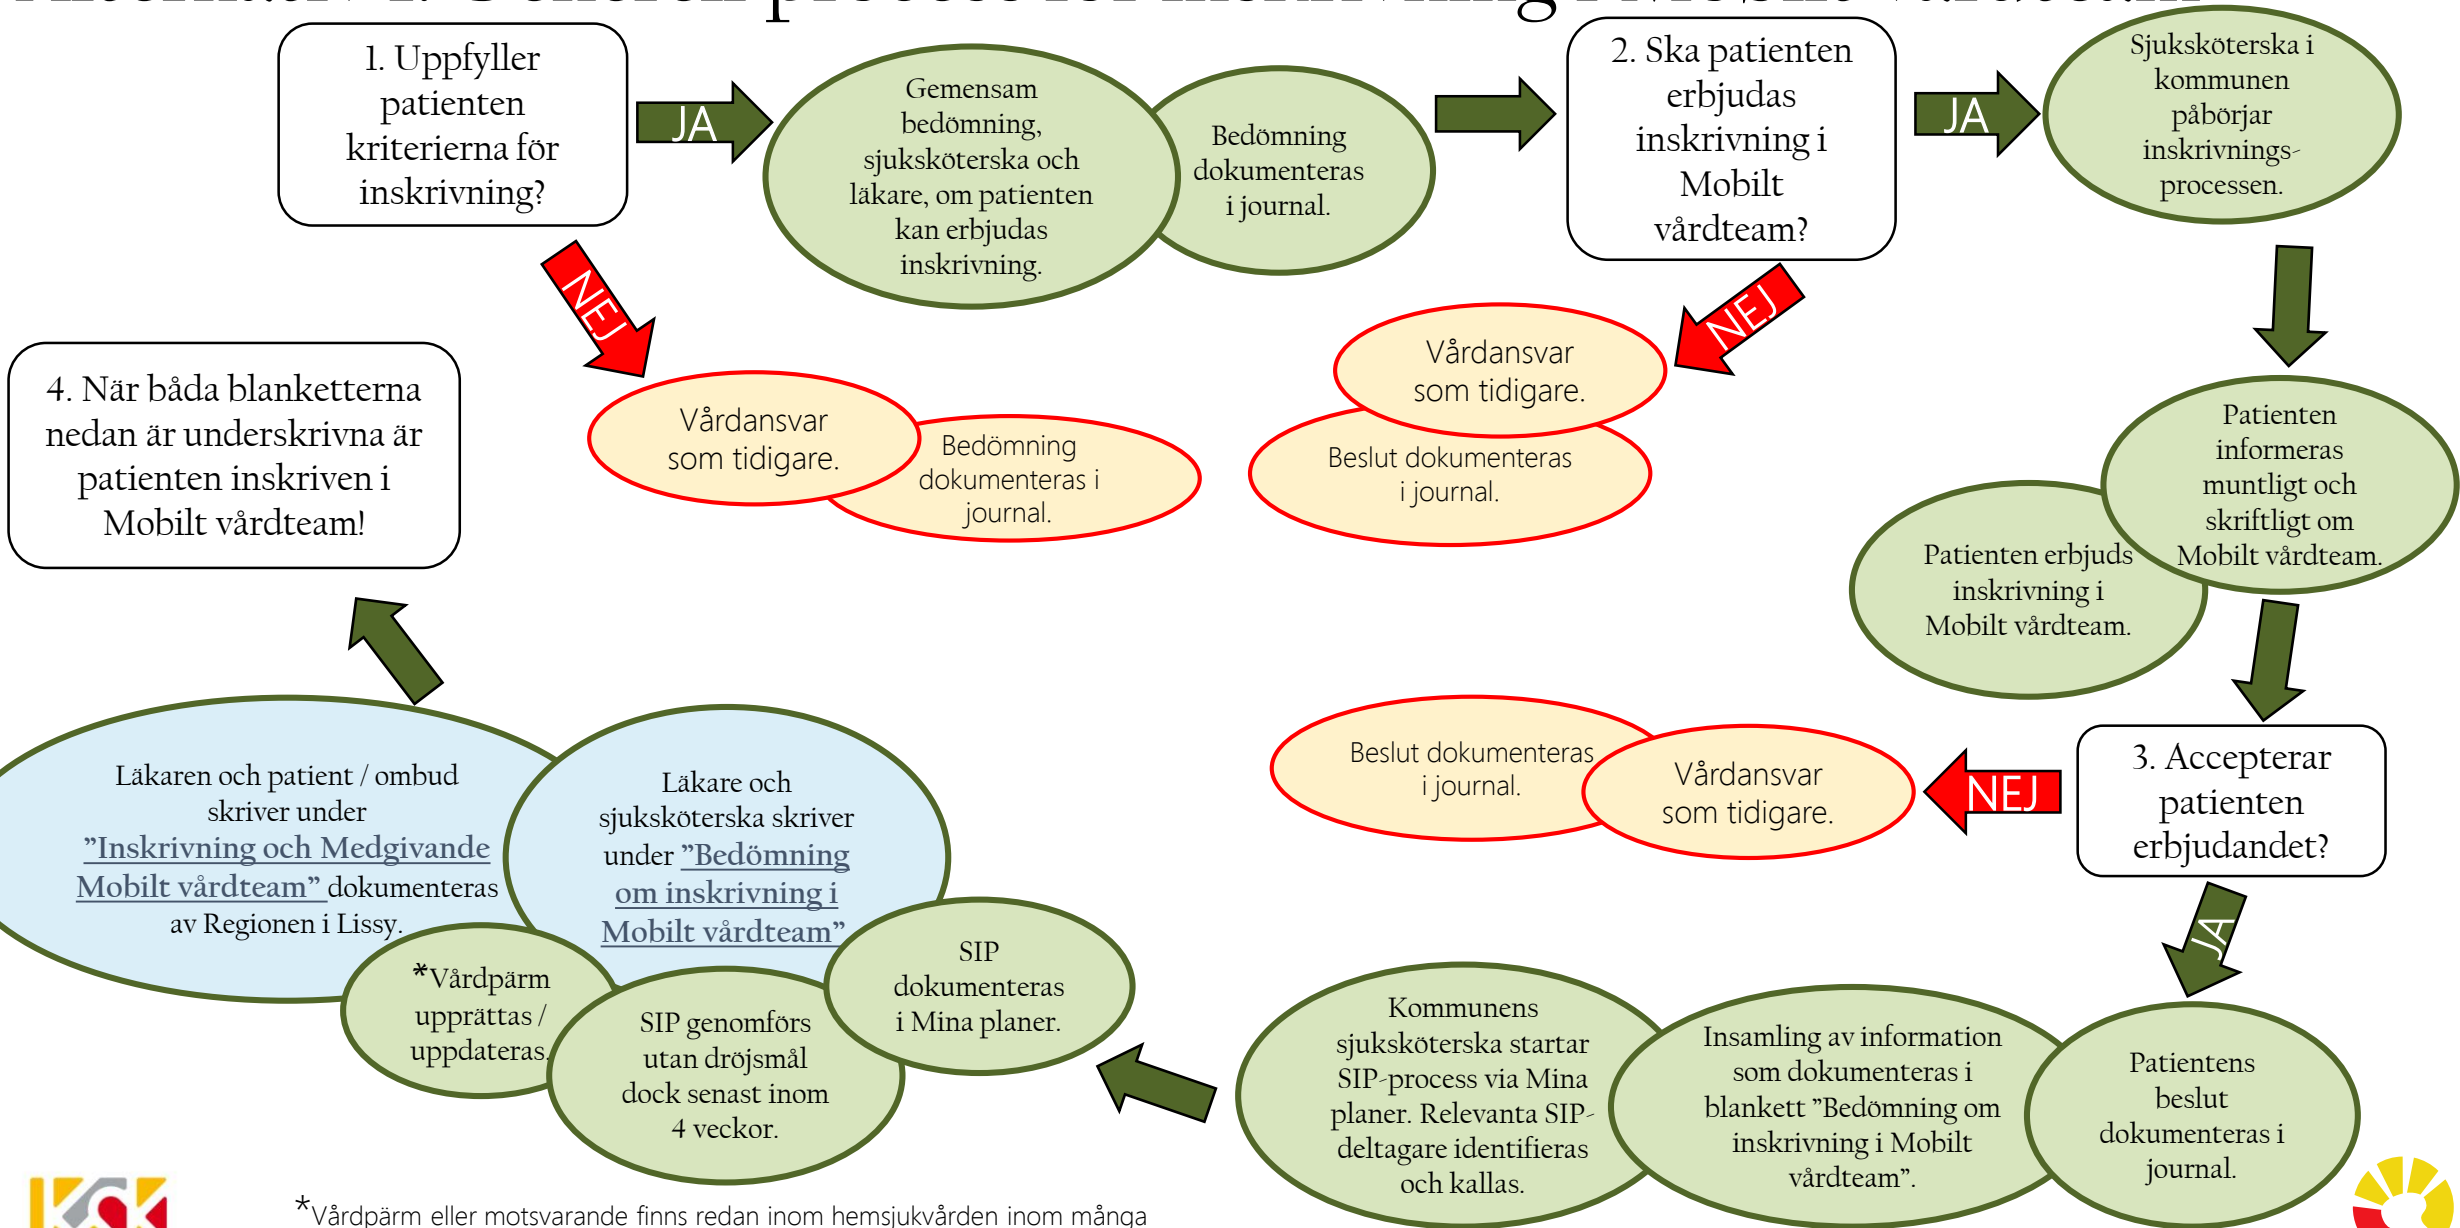 1. Uppfyller
patienten
kriterierna för
inskrivning?
JA
Gemensam
bedömning,
sjuksköterska och
läkare, om patienten
kan erbjudas
inskrivning.
Bedömning
dokumenteras
i journal.
2. Ska patienten
erbjudas
inskrivning i
Mobilt
vårdteam?
JA
Sjuksköterska i
kommunen
påbörjar
inskrivnings-
processen.
NEJ
Vårdansvar
som tidigare.
Bedömning
dokumenteras i
journal.
NEJ
Vårdansvar
som tidigare.
Beslut dokumenteras
i journal.
Patienten
informeras
muntligt och
skriftligt om
Mobilt vårdteam.
Patienten erbjuds
inskrivning i
Mobilt vårdteam.
3. Accepterar
patienten
erbjudandet?
NEJ
Vårdansvar
som tidigare.
Beslut dokumenteras
i journal.
JA
Patientens
beslut
dokumenteras i
journal.
Insamling av information
som dokumenteras i
blankett ”Bedömning om
inskrivning i Mobilt
vårdteam”.
Kommunens
sjuksköterska startar
SIP-process via Mina
planer. Relevanta SIP-
deltagare identifieras
och kallas.
SIP
dokumenteras
i Mina planer.
SIP genomförs
utan dröjsmål
dock senast inom
4 veckor.
*Vårdpärm
upprättas /
uppdateras.
Läkare och
sjuksköterska skriver
under ”Bedömning
om inskrivning i
Mobilt vårdteam”
Läkaren och patient / ombud
skriver under
”Inskrivning och Medgivande
Mobilt vårdteam” dokumenteras
av Regionen i Lissy.
4. När båda blanketterna
nedan är underskrivna är
patienten inskriven i
Mobilt vårdteam!
*Vårdpärm eller motsvarande finns redan inom hemsjukvården inom många